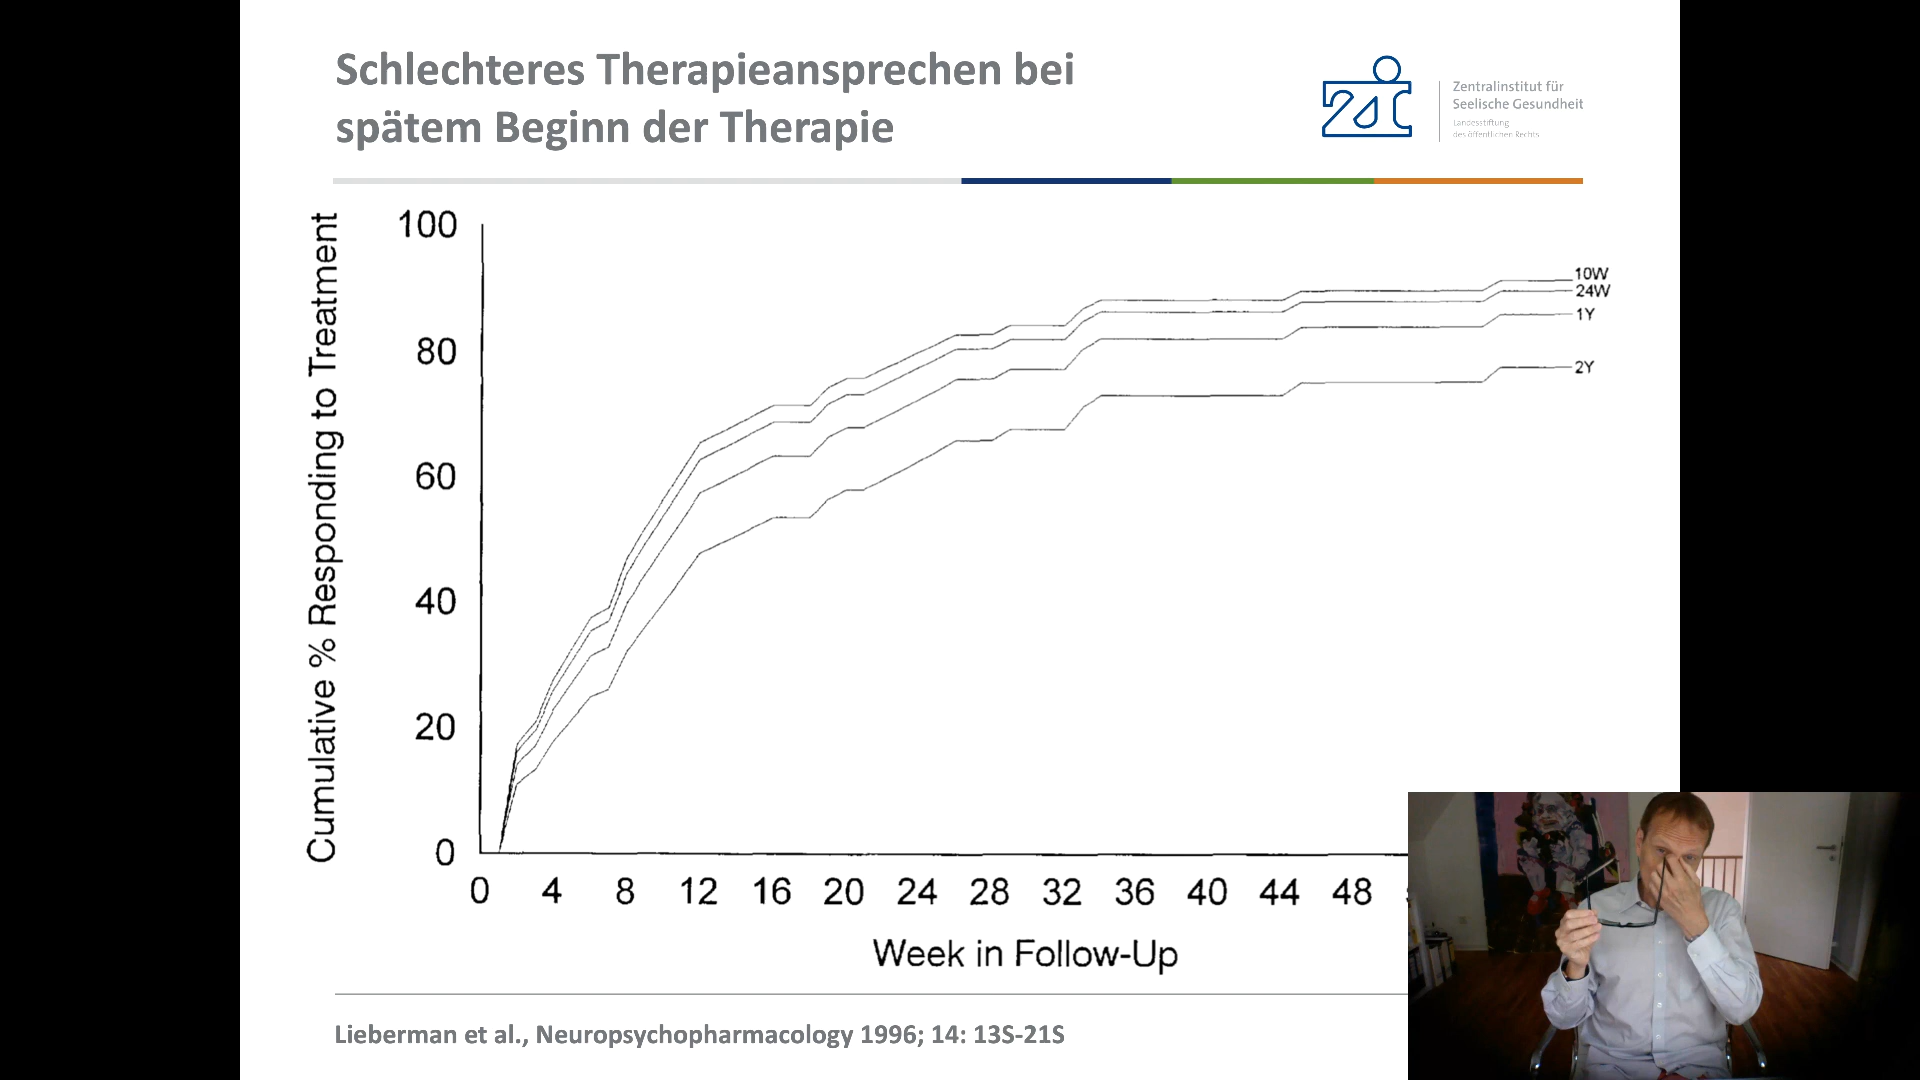 Schlechteres Therapieansprechen bei
spätem Beginn der Therapie
Zentralinstitut für
Seelische Gesundheit
Landesstiftung
des öffentlichen Rechts
Cumulative % Responding to Treatment
100
80
60
40
20
0
10W
24W
1Y
2Y
0 4 8 12 16 20 24 28 32 36 40 44 48
Week in Follow-Up
Lieberman et al., Neuropsychopharmacology 1996; 14: 13S-21S